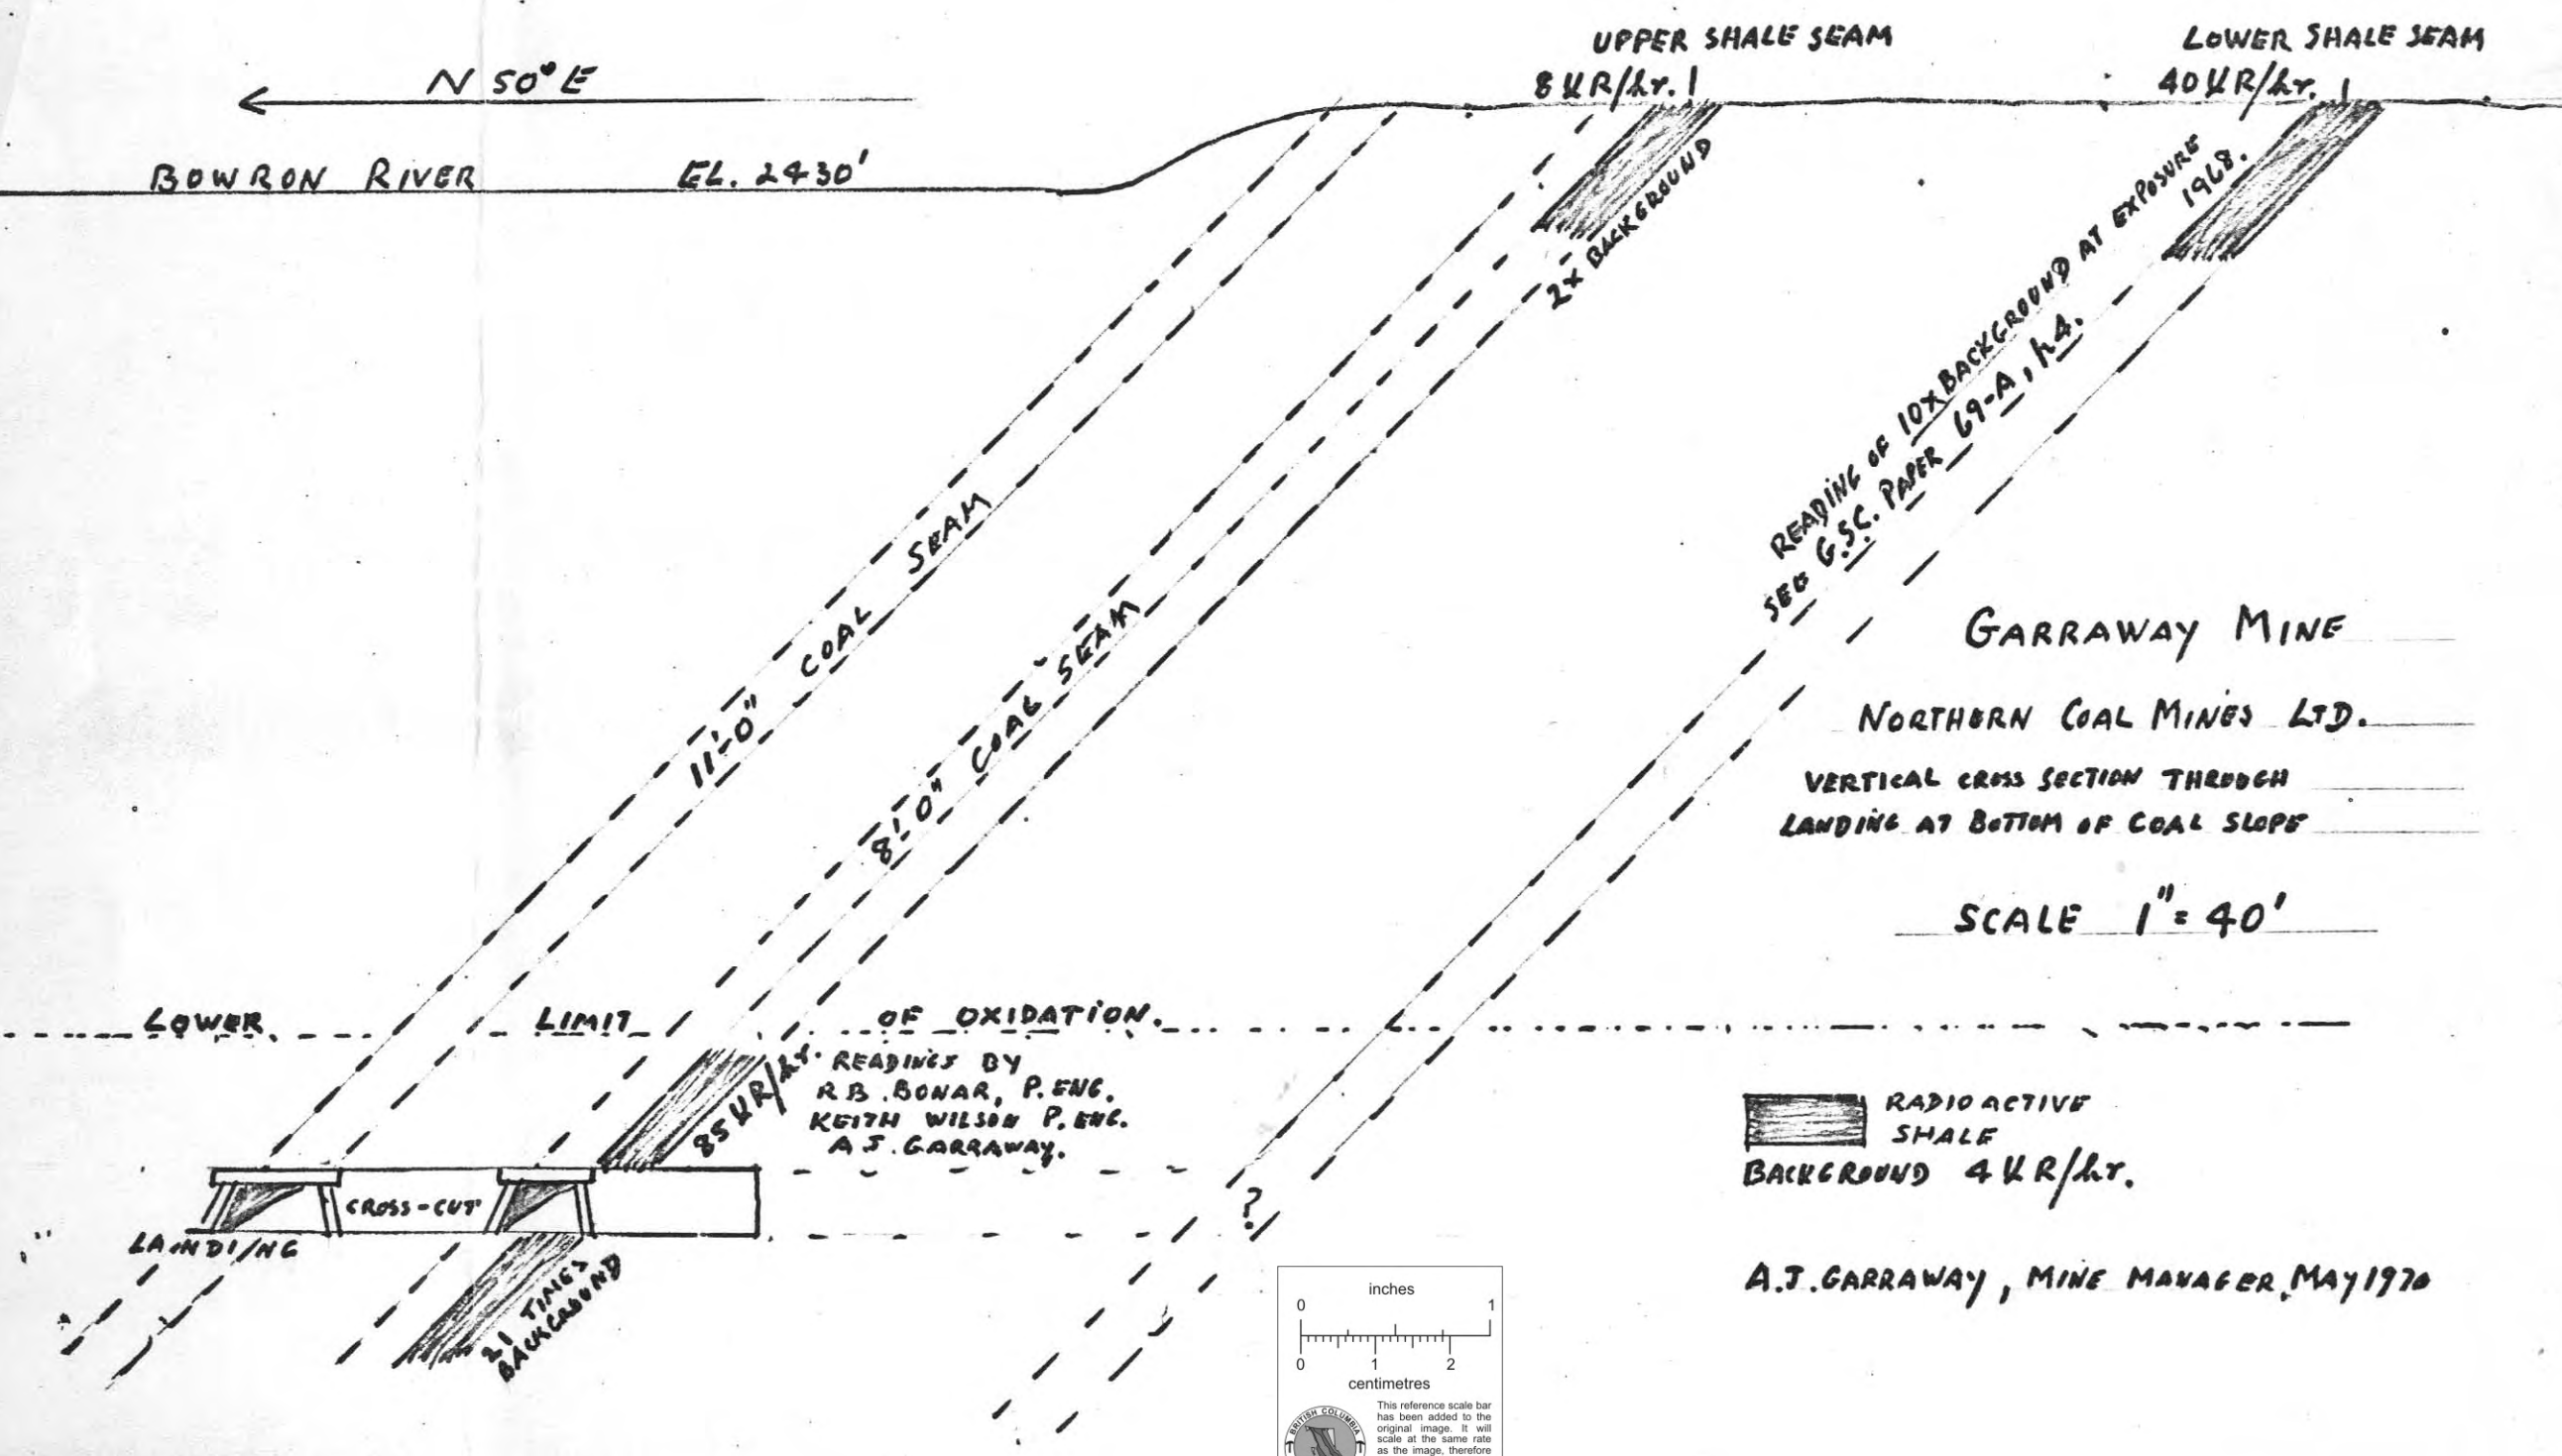 UPPER SHALE SEAM
8 µR/hr.
LOWER SHALE SEAM
40 µR/hr.
N 50° E
BOWRON RIVER EL. 2430'
2X BACKGROUND
READING OF 10X BACKGROUND AT EXPOSURE
1968.
SEE G.S.C. PAPER 69-A, p4.
11'-0" COAL SEAM
8'-0" COAL SEAM
GARRAWAY MINE
NORTHERN COAL MINES LTD.
VERTICAL CROSS SECTION THROUGH
LANDING AT BOTTOM OF COAL SLOPE
SCALE 1" = 40'
LOWER LIMIT OF OXIDATION.
85 µR/hr.
READINGS BY
R B. BONAR, P. ENG.
KEITH WILSON P. ENG.
A J. GARRAWAY.
CROSS-CUT
LANDING
21 TIMES
BACKGROUND
?
RADIOACTIVE
SHALE
BACKGROUND 4 µR/hr.
A.J. GARRAWAY, MINE MANAGER, MAY 1970
inches
0 1
0 1 2
centimetres
BRITISH COLUMBIA
This reference scale bar
has been added to the
original image. It will
scale at the same rate
as the image, therefore